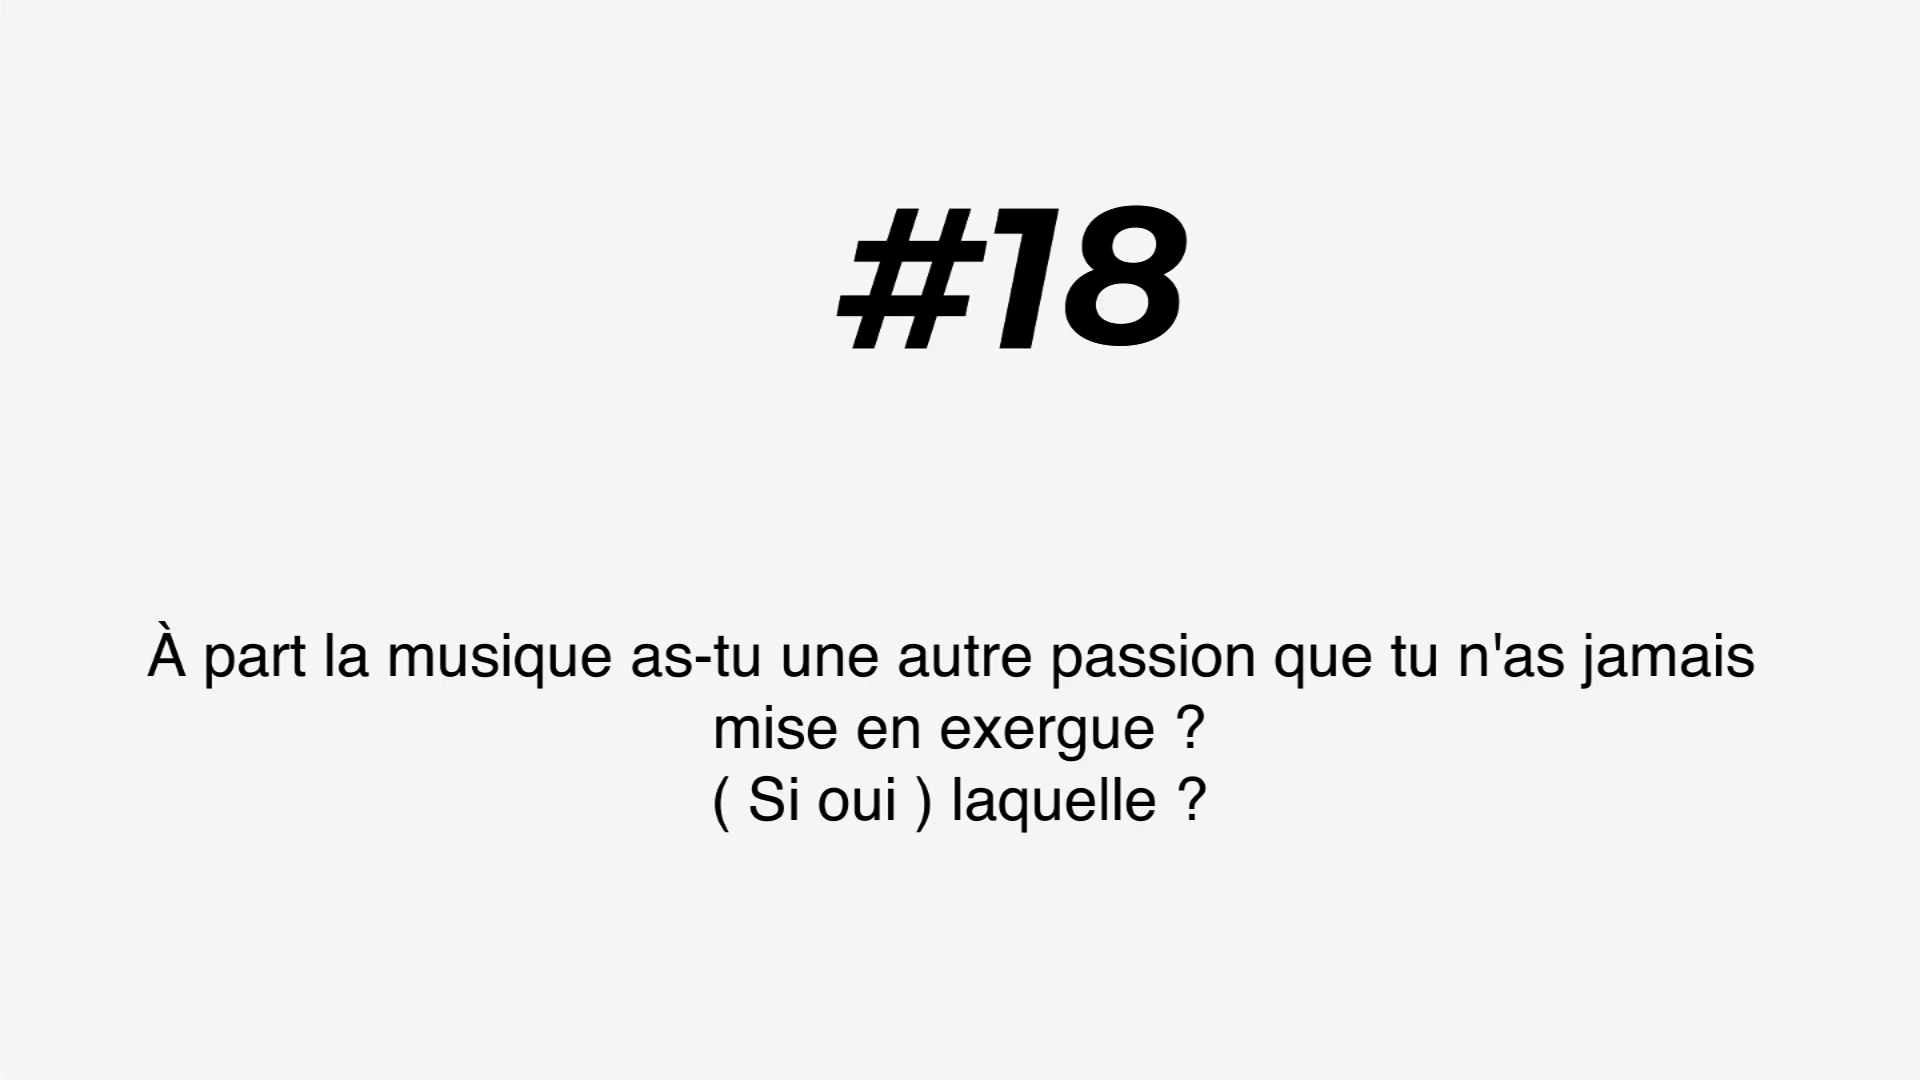 #18
À part la musique as-tu une autre passion que tu n'as jamais
mise en exergue ?
( Si oui ) laquelle ?